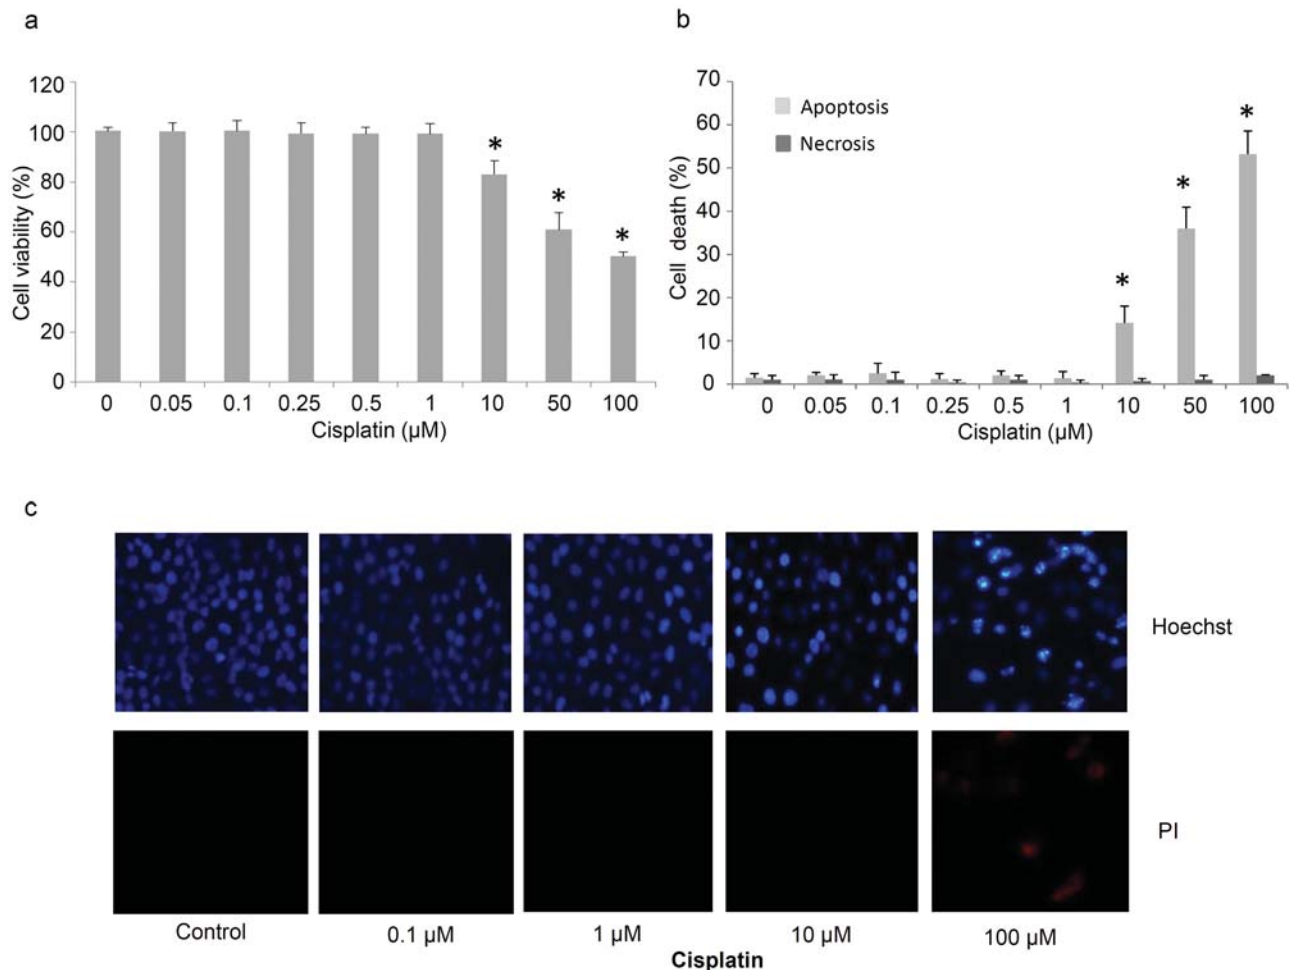 a
120
100
80
60
40
20
0
Cell viability (%)
*
*
*
0 0.05 0.1 0.25 0.5 1 10 50 100
Cisplatin (µM)
b
70
60
50
40
30
20
10
0
Cell death (%)
Apoptosis
Necrosis
*
*
*
0 0.05 0.1 0.25 0.5 1 10 50 100
Cisplatin (µM)
c
Hoechst
PI
Control 0.1 µM 1 µM 10 µM 100 µM
Cisplatin